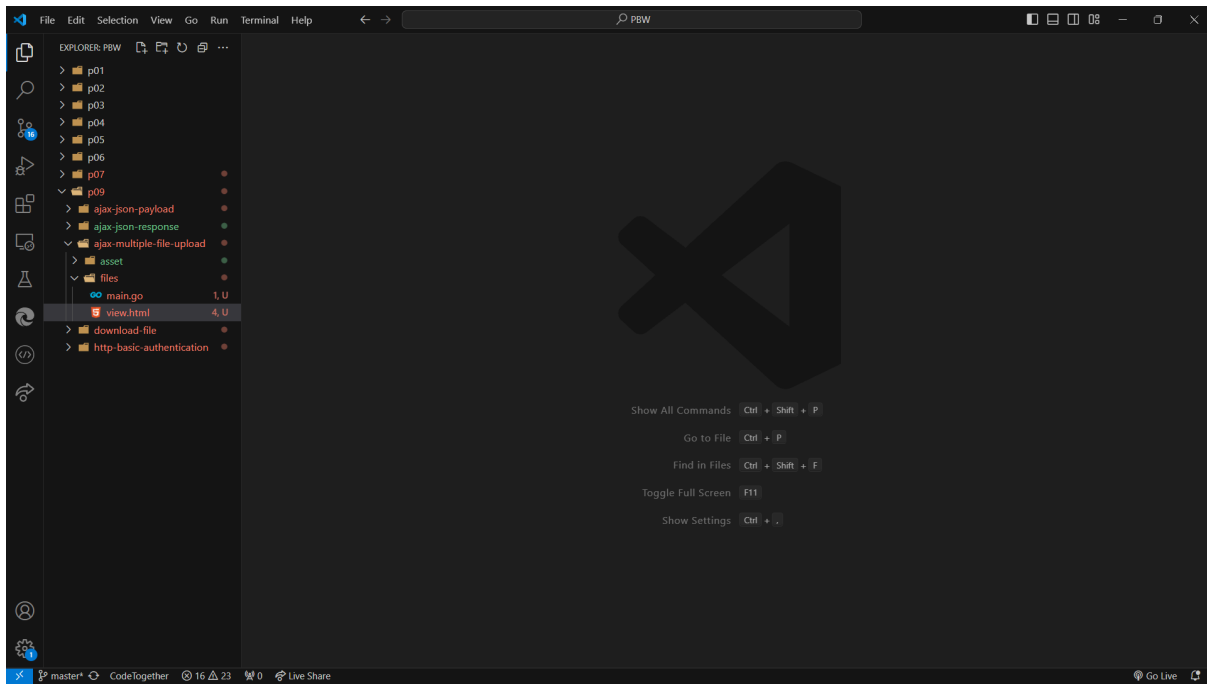 File Edit Selection View Go Run Terminal Help
PBW
EXPLORER: PBW
p01
p02
p03
p04
p05
p06
p07
p09
ajax-json-payload
ajax-json-response
ajax-multiple-file-upload
asset
files
main.go 1, U
view.html 4, U
download-file
http-basic-authentication
16
Show All Commands Ctrl + Shift + P
Go to File Ctrl + P
Find in Files Ctrl + Shift + F
Toggle Full Screen F11
Show Settings Ctrl + ,
1
master* CodeTogether 16 23 0 Live Share Go Live